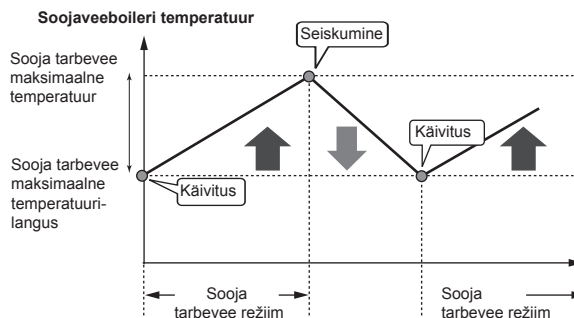 Soojaveeboileri temperatuur
Seiskumine
Sooja tarbevee
maksimaalne
temperatuur
Käivitus
Sooja tarbevee
maksimaalne
temperatuuri-
langus
Käivitus
Sooja
tarbevee režiim
Sooja
tarbevee režiim